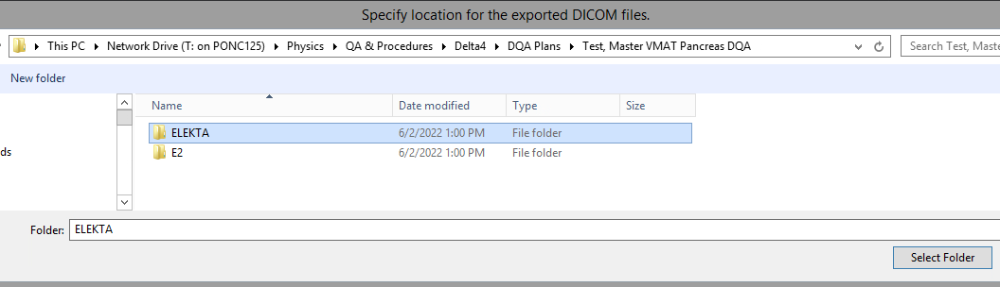 Specify location for the exported DICOM files.
This PC Network Drive (T: on PONC125) Physics QA & Procedures Delta4 DQA Plans Test, Master VMAT Pancreas DQA Search Test, Maste
New folder
Name Date modified Type Size
ELEKTA 6/2/2022 1:00 PM File folder
ds E2 6/2/2022 1:00 PM File folder
Folder: ELEKTA
Select Folder